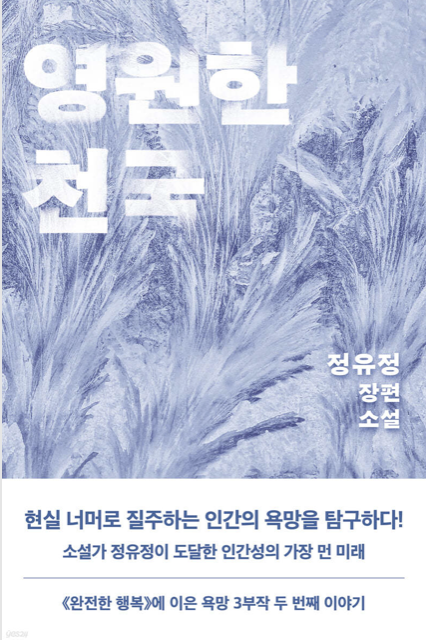 영원한
천국
정유정
장편
소설
현실 너머로 질주하는 인간의 욕망을 탐구하다!
소설가 정유정이 도달한 인간성의 가장 먼 미래
《완전한 행복》에 이은 욕망 3부작 두 번째 이야기